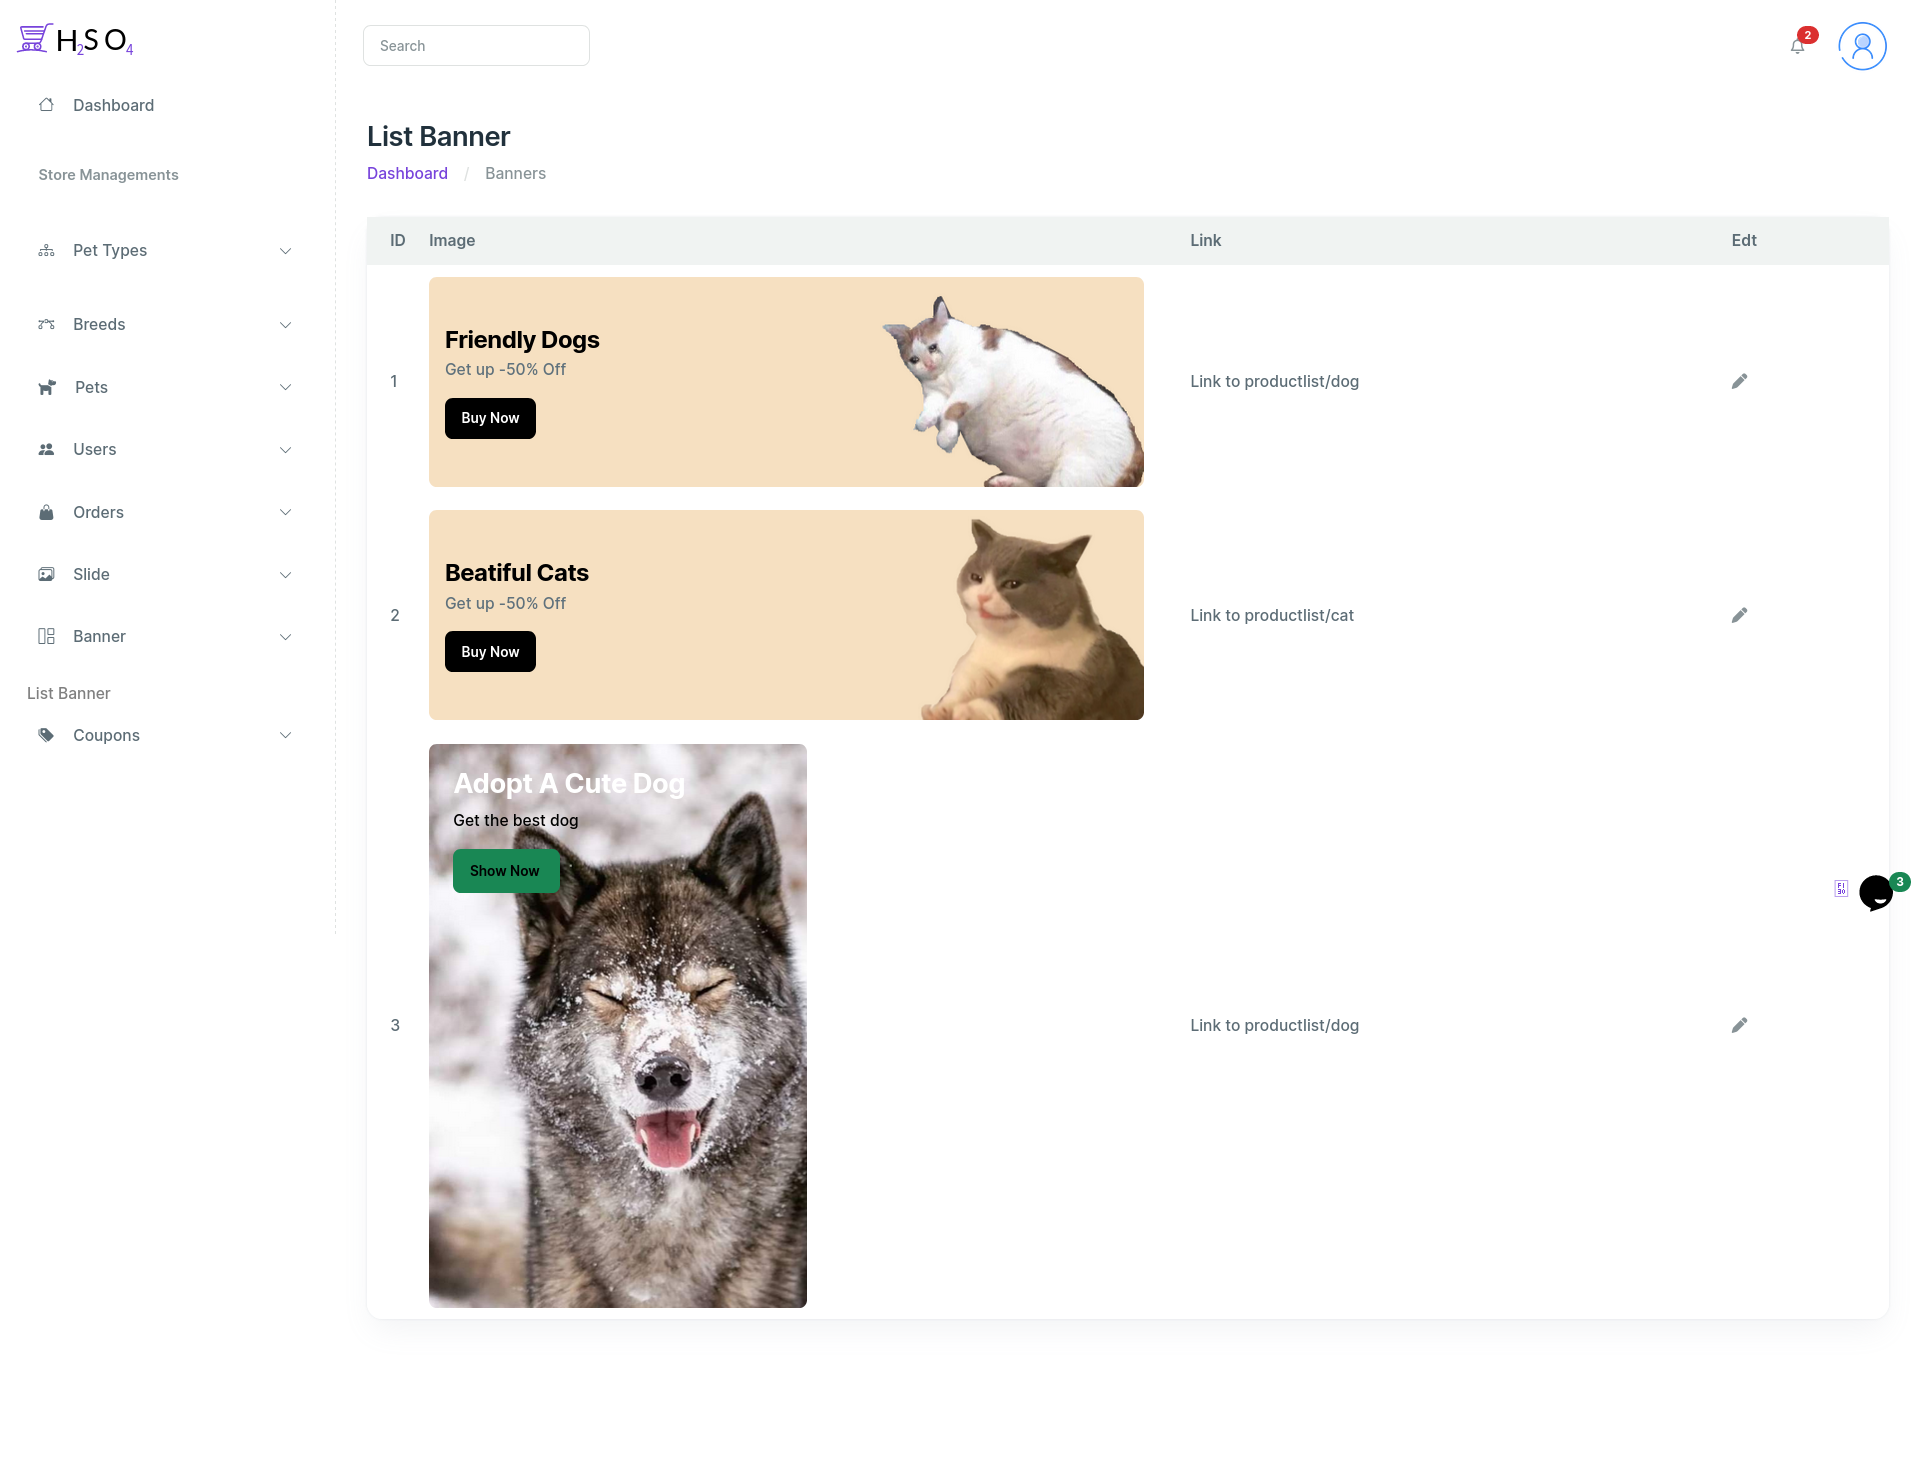 H2SO4
Search
2
Dashboard
Store Managements
Pet Types
Breeds
Pets
Users
Orders
Slide
Banner
List Banner
Coupons
List Banner
Dashboard / Banners
ID Image Link Edt
1
Friendly Dogs
Get up -50% Off
Buy Now
Link to productlist/dog
2
Beatiful Cats
Get up -50% Off
Buy Now
Link to productlist/cat
3
Adopt A Cute Dog
Get the best dog
Show Now
Link to productlist/dog
3